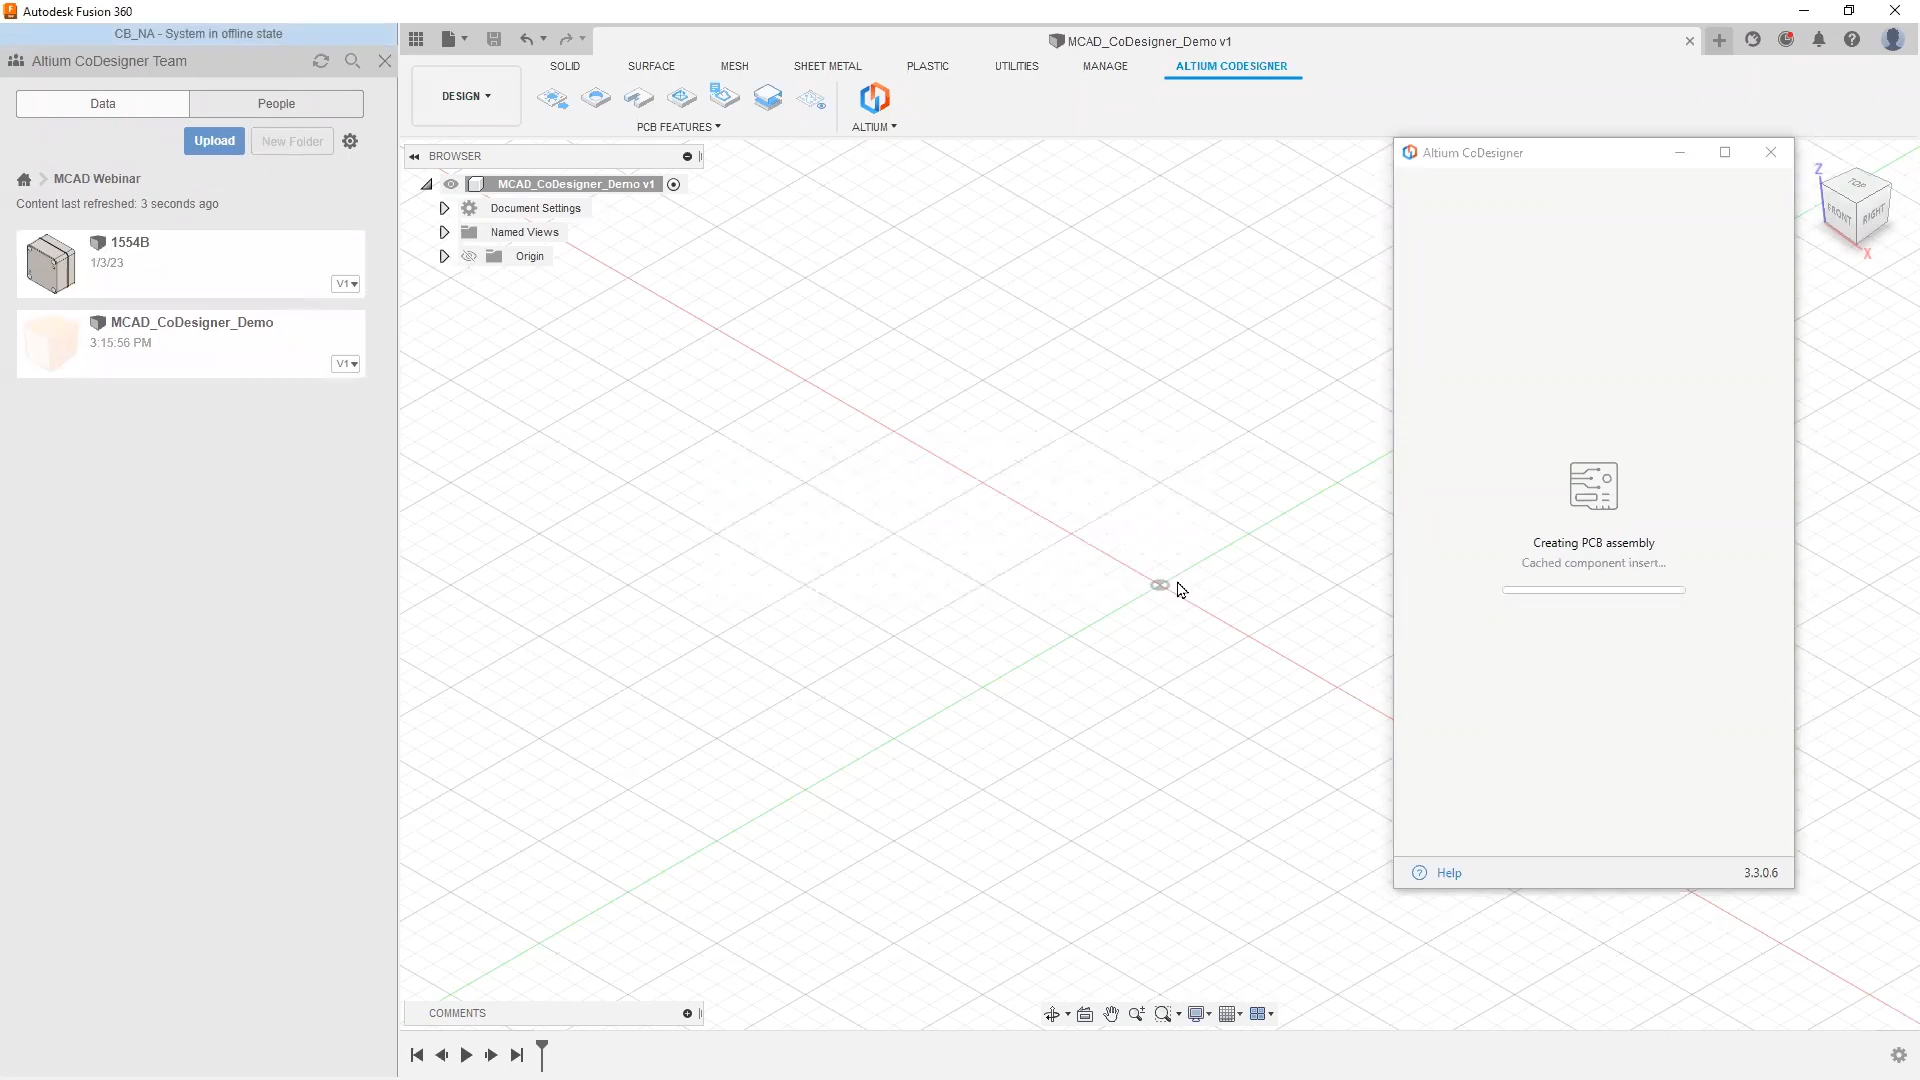 Autodesk Fusion 360
CB_NA - System in offline state
Altium CoDesigner Team
Data
People
Upload
New Folder
MCAD Webinar
Content last refreshed: 3 seconds ago
1554B
1/3/23
V1
MCAD_CoDesigner_Demo
3:15:56 PM
V1
MCAD_CoDesigner_Demo v1
SOLID
SURFACE
MESH
SHEET METAL
PLASTIC
UTILITIES
MANAGE
ALTIUM CODESIGNER
DESIGN
PCB FEATURES
ALTIUM
BROWSER
MCAD_CoDesigner_Demo v1
Document Settings
Named Views
Origin
Altium CoDesigner
Creating PCB assembly
Cached component insert...
Help
3.3.0.6
Z
TOP
FRONT
RIGHT
X
COMMENTS